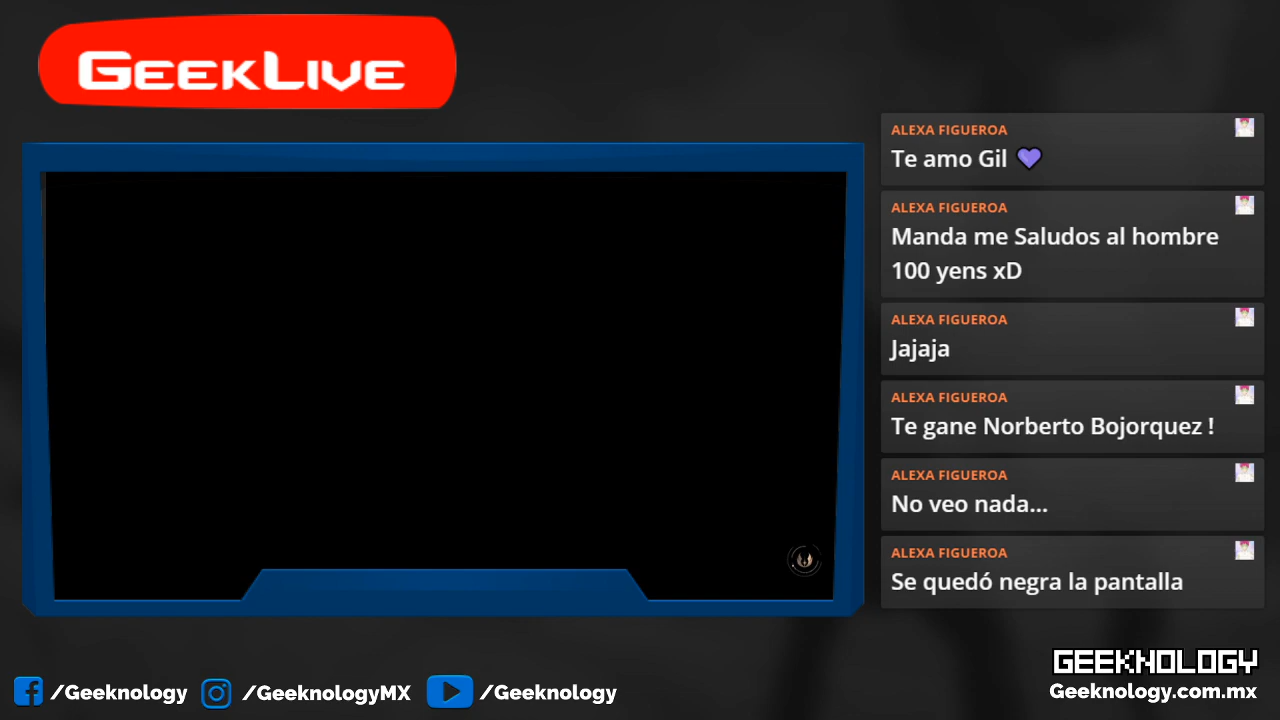 GEEKLIVE
ALEXA FIGUEROA
Te amo Gil 💜
ALEXA FIGUEROA
Manda me Saludos al hombre
100 yens xD
ALEXA FIGUEROA
Jajaja
ALEXA FIGUEROA
Te gane Norberto Bojorquez !
ALEXA FIGUEROA
No veo nada...
ALEXA FIGUEROA
Se quedó negra la pantalla
/Geeknology
/GeeknologyMX
/Geeknology
GEEKNOLOGY
Geeknology.com.mx